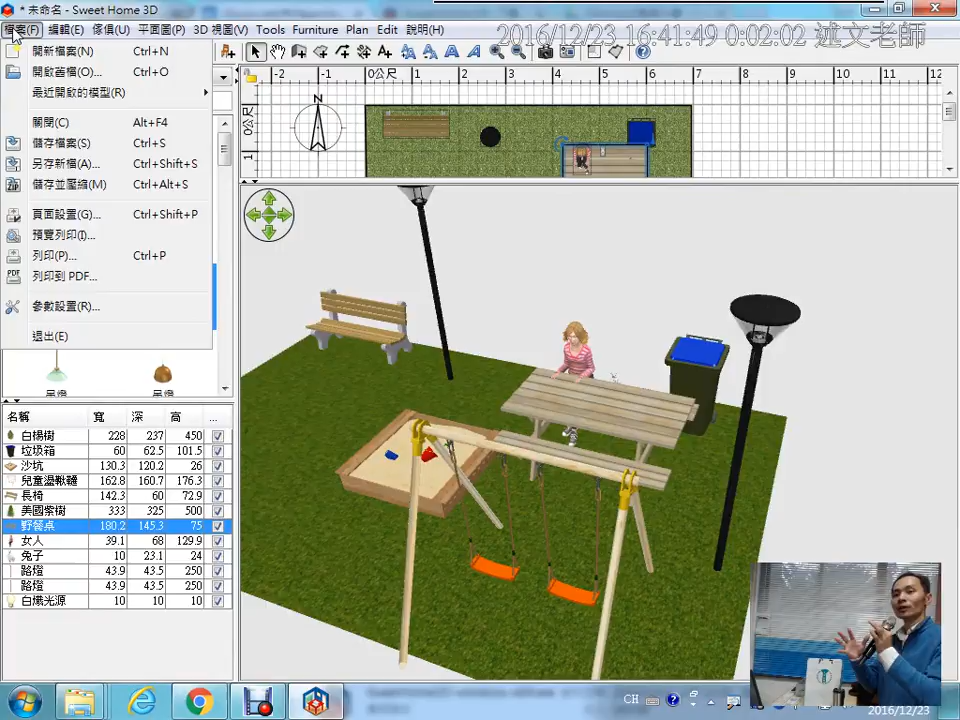 * 未命名 - Sweet Home 3D
檔案(F) 編輯(E) 傢俱(U) 平面圖(P) 3D 視圖(V) Tools Furniture Plan Edit 說明(H)
2016/12/23 16:41:49 0:02:02 述文老師
開新檔案(N) Ctrl+N
開啟舊檔(O)... Ctrl+O
最近開啟的模型(R)
關閉(C) Alt+F4
儲存檔案(S) Ctrl+S
另存新檔(A)... Ctrl+Shift+S
儲存並壓縮(M) Ctrl+Alt+S
頁面設置(G)... Ctrl+Shift+P
預覽列印(I)...
列印(P)... Ctrl+P
PDF 列印到 PDF...
參數設置(R)...
退出(E)
-2 -1 0公尺 1 2 3 4 5 6 7 8 9 10 11 12
N
0公尺
1
吊燈 吊燈
名稱 寬 深 高 ...
白楊樹 228 237 450
垃圾箱 60 62.5 101.5
沙坑 130.3 120.2 26
兒童盪鞦韆 162.8 160.7 176.3
長椅 142.3 60 72.9
美國紫樹 333 325 500
野餐桌 180.2 145.3 75
女人 39.1 68 129.9
兔子 10 23.1 24
路燈 43.9 43.5 250
路燈 43.9 43.5 250
白熾光源 10 10 10
CH
2016/12/23